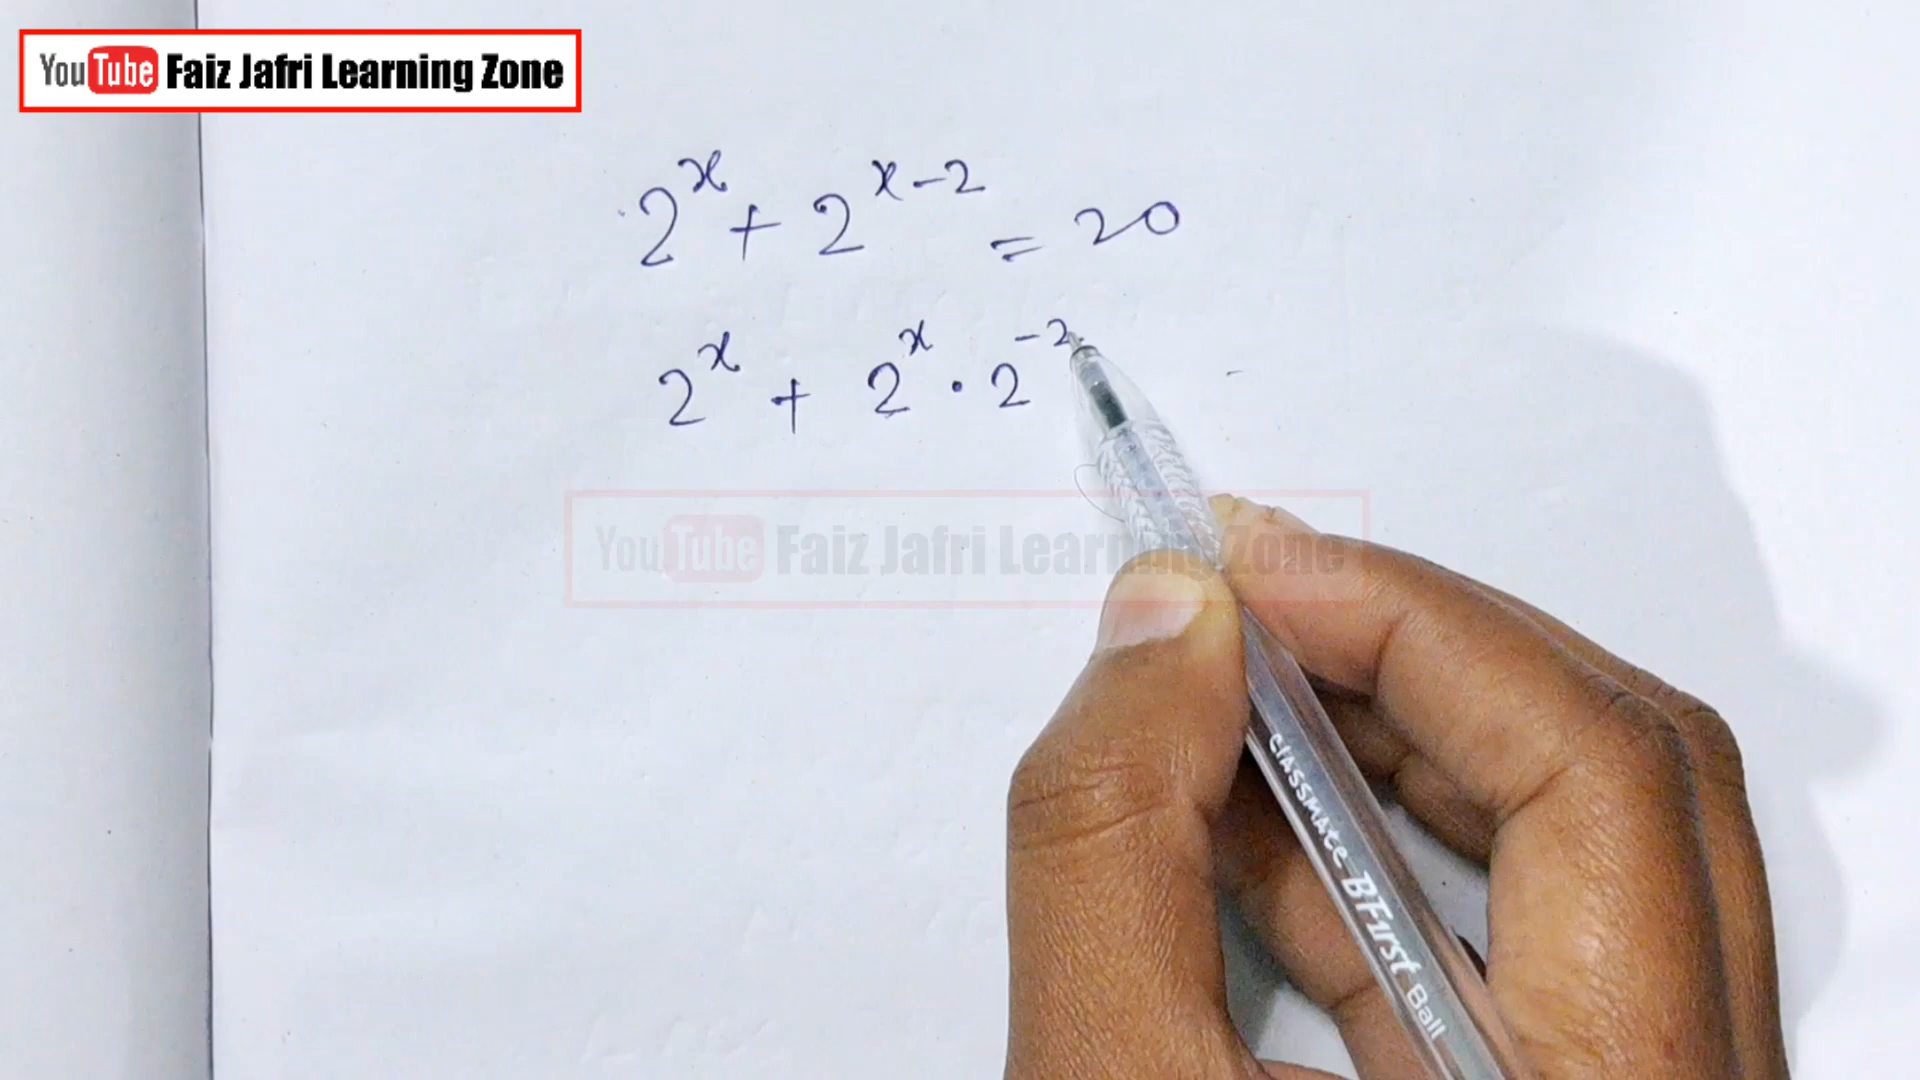 YouTube Faiz Jafri Learning Zone
2^x + 2^{x-2} = 20
2^x + 2^x · 2^{-2}
YouTube Faiz Jafri Learning Zone
classmate BFirst Ball